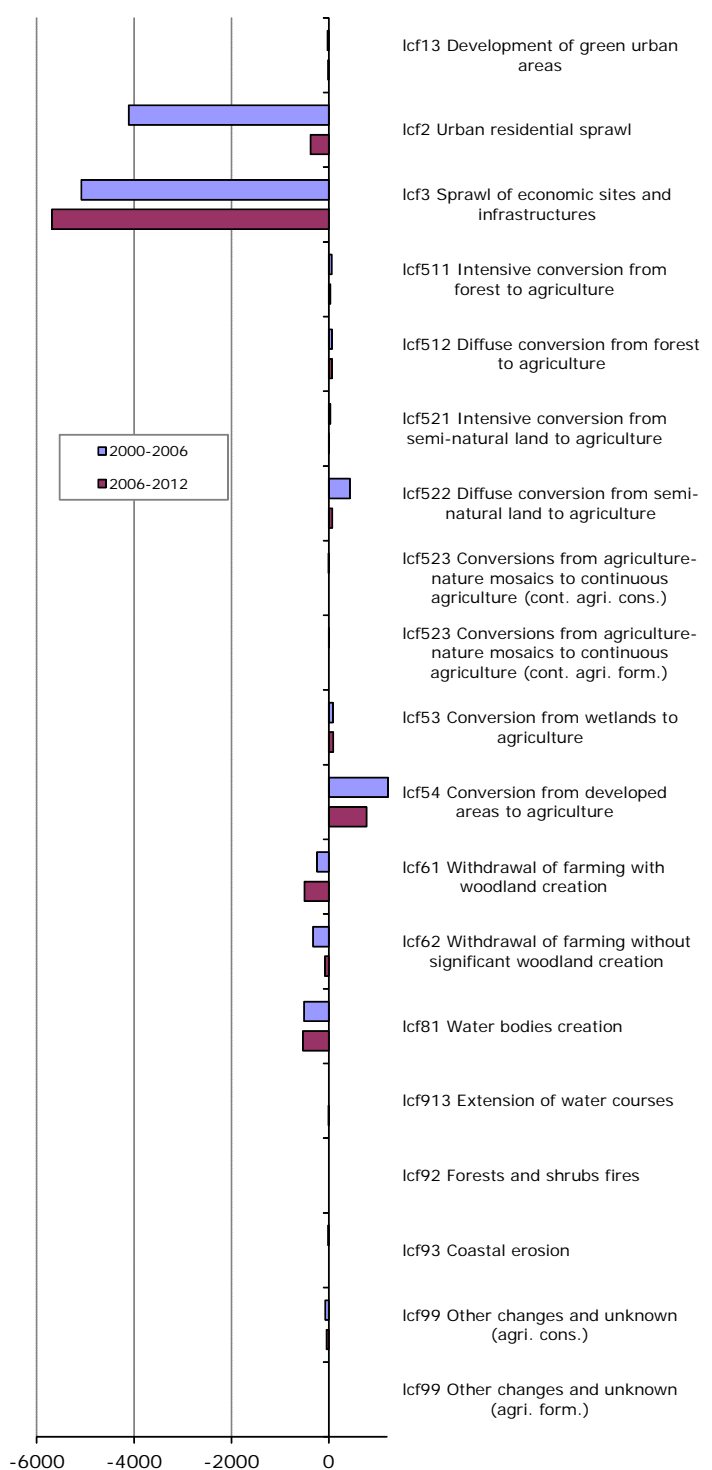 lcf13 Development of green urban
areas
lcf2 Urban residential sprawl
lcf3 Sprawl of economic sites and
infrastructures
lcf511 Intensive conversion from
forest to agriculture
lcf512 Diffuse conversion from forest
to agriculture
lcf521 Intensive conversion from
semi-natural land to agriculture
2000-2006
2006-2012
lcf522 Diffuse conversion from semi-
natural land to agriculture
lcf523 Conversions from agriculture-
nature mosaics to continuous
agriculture (cont. agri. cons.)
lcf523 Conversions from agriculture-
nature mosaics to continuous
agriculture (cont. agri. form.)
lcf53 Conversion from wetlands to
agriculture
lcf54 Conversion from developed
areas to agriculture
lcf61 Withdrawal of farming with
woodland creation
lcf62 Withdrawal of farming without
significant woodland creation
lcf81 Water bodies creation
lcf913 Extension of water courses
lcf92 Forests and shrubs fires
lcf93 Coastal erosion
lcf99 Other changes and unknown
(agri. cons.)
lcf99 Other changes and unknown
(agri. form.)
-6000 -4000 -2000 0